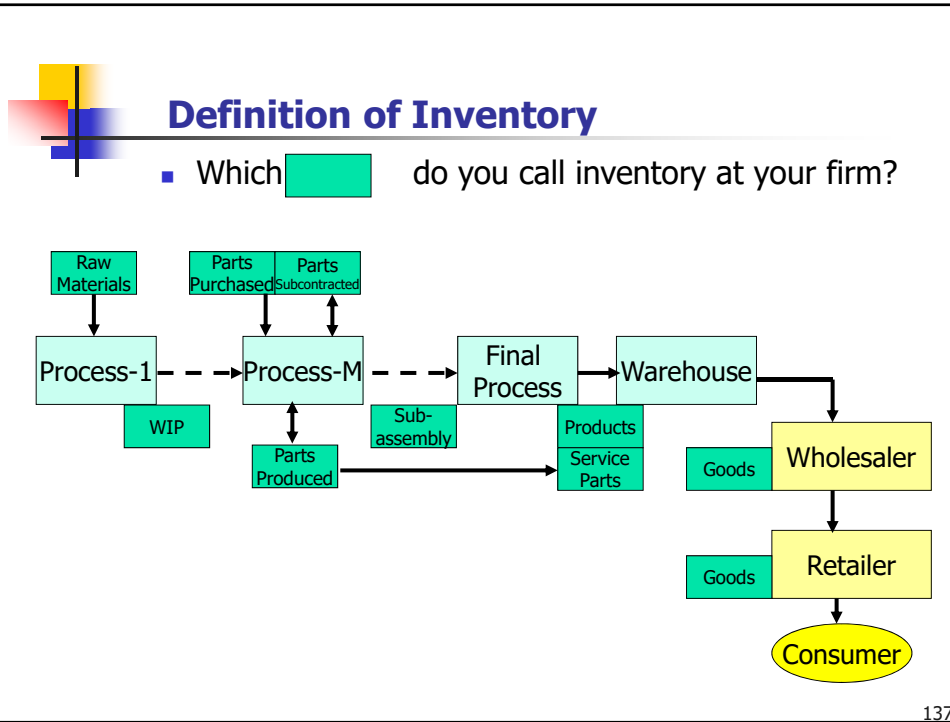 Definition of Inventory
Which do you call inventory at your firm?
Raw
Materials
Parts
Purchased
Parts
Subcontracted
Process-1
Process-M
Final
Process
Warehouse
WIP
Sub-
assembly
Products
Parts
Produced
Service
Parts
Goods
Wholesaler
Goods
Retailer
Consumer
137